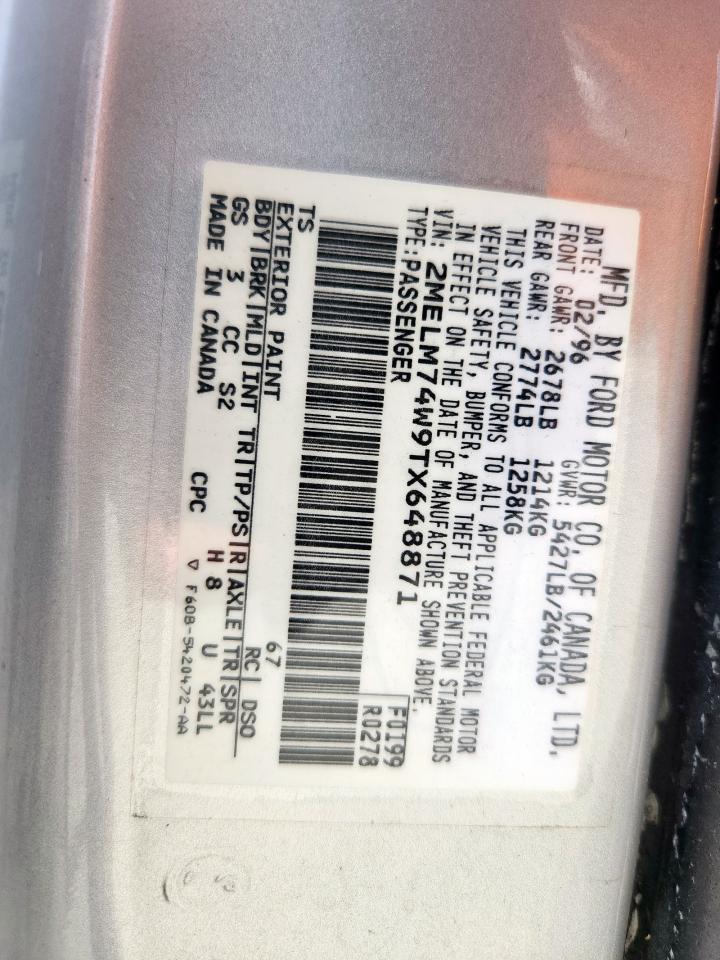 MFD. BY FORD MOTOR CO. OF CANADA, LTD.
DATE: 02/96 GVWR: 5427LB/2461KG
FRONT GAWR: 2678LB 1214KG
REAR GAWR: 2774LB 1258KG
THIS VEHICLE CONFORMS TO ALL APPLICABLE FEDERAL MOTOR
VEHICLE SAFETY, BUMPER, AND THEFT PREVENTION STANDARDS
IN EFFECT ON THE DATE OF MANUFACTURE SHOWN ABOVE.
VIN: 2MELM74W9TX648871 F0199
TYPE: PASSENGER R0278
TS
EXTERIOR PAINT 67 RC| DSO
BDY|BRK|MLD|INT TR|TP/PS|R|AXLE|TR|SPR
GS 3 CC S2 H 8 U 43LL
MADE IN CANADA CPC ▽ F60B-5420472-AA